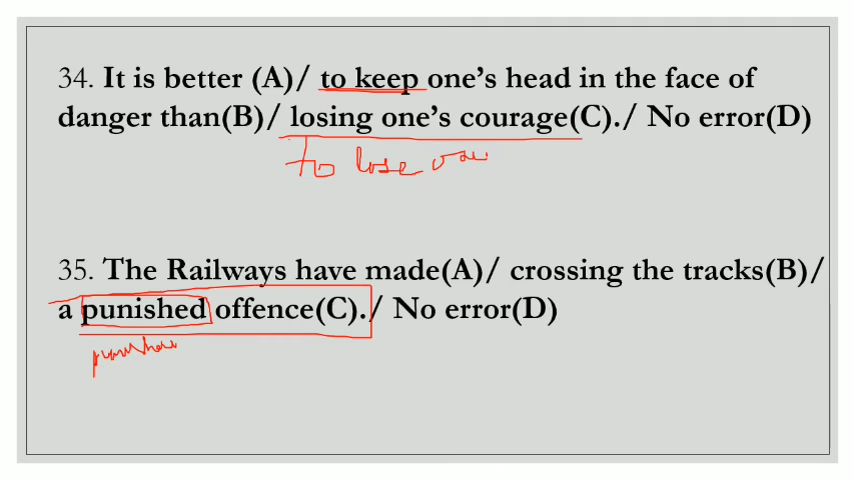 34. It is better (A)/ to keep one's head in the face of
danger than(B)/ losing one's courage(C)./ No error(D)
to lose one
35. The Railways have made(A)/ crossing the tracks(B)/
a punished offence(C)./ No error(D)